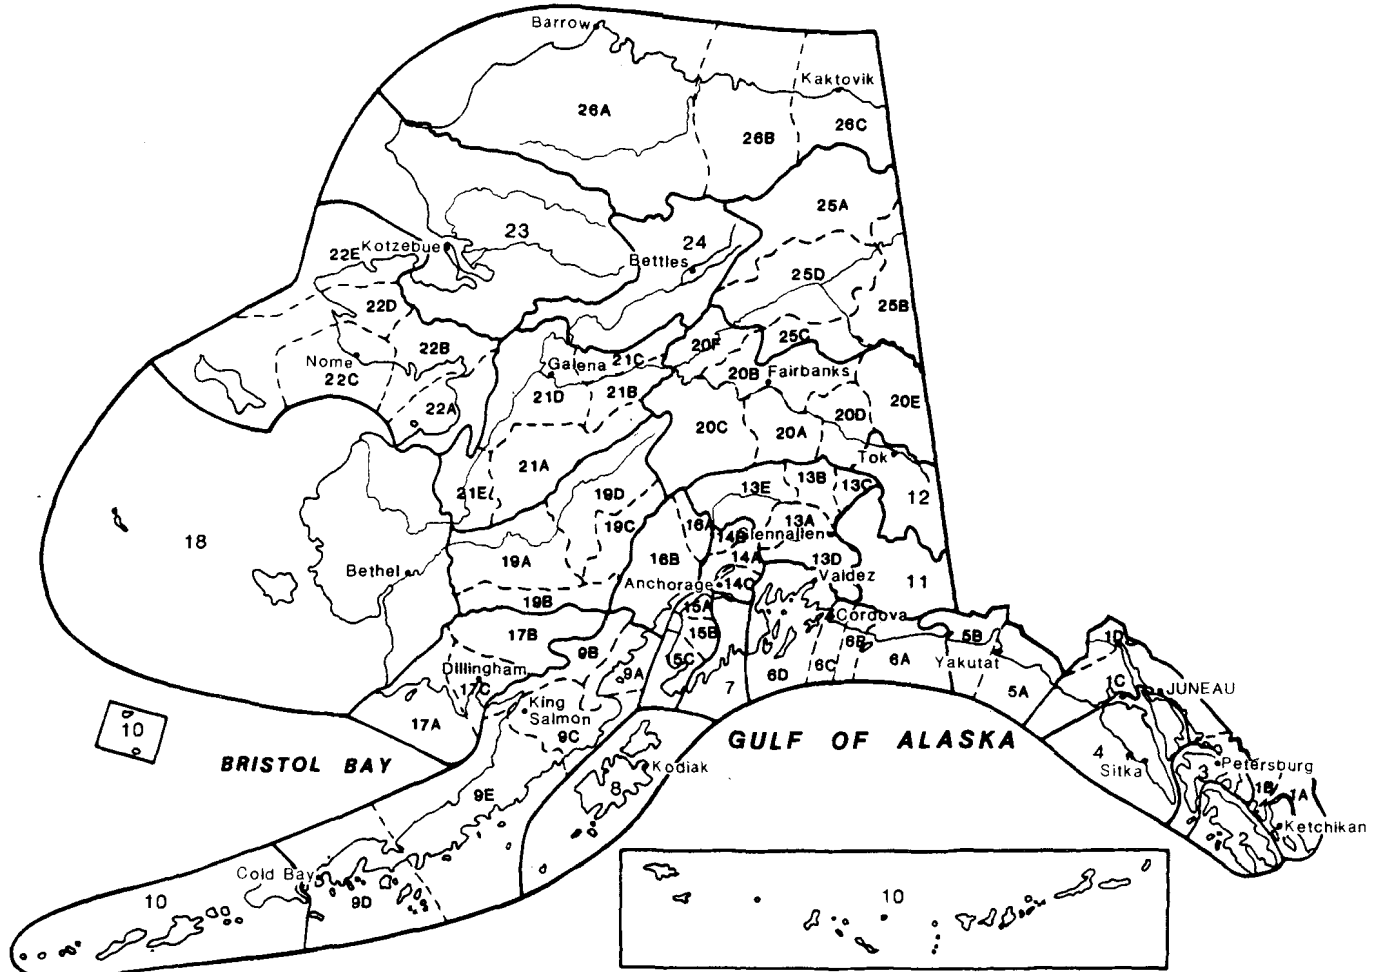 Barrow
Kaktovik
26A
26B
26C
25A
23
24
22E
Kotzebue
Bettles
25D
22D
25B
25C
20F
22B
21C
Nome
Galena
20B
Fairbanks
22C
21D
21B
22A
20D
20E
20C
20A
Tok
21A
13B
13E
13C
21E
19D
12
16A
13A
19C
14B
Glennallen
18
19A
16B
14A
13D
Bethel
Anchorage
14C
Valdez
11
19B
15A
Cordova
17B
15B
6B
5B
1D
9B
5C
6A
Yakutat
Dillingham
9A
6D
6C
17C
7
5A
1C
JUNEAU
King
Salmon
17A
9C
10
GULF OF ALASKA
BRISTOL BAY
4
Sitka
3
Petersburg
Kodiak
8
9E
1B
1A
Ketchikan
2
Cold Bay
10
9D
10